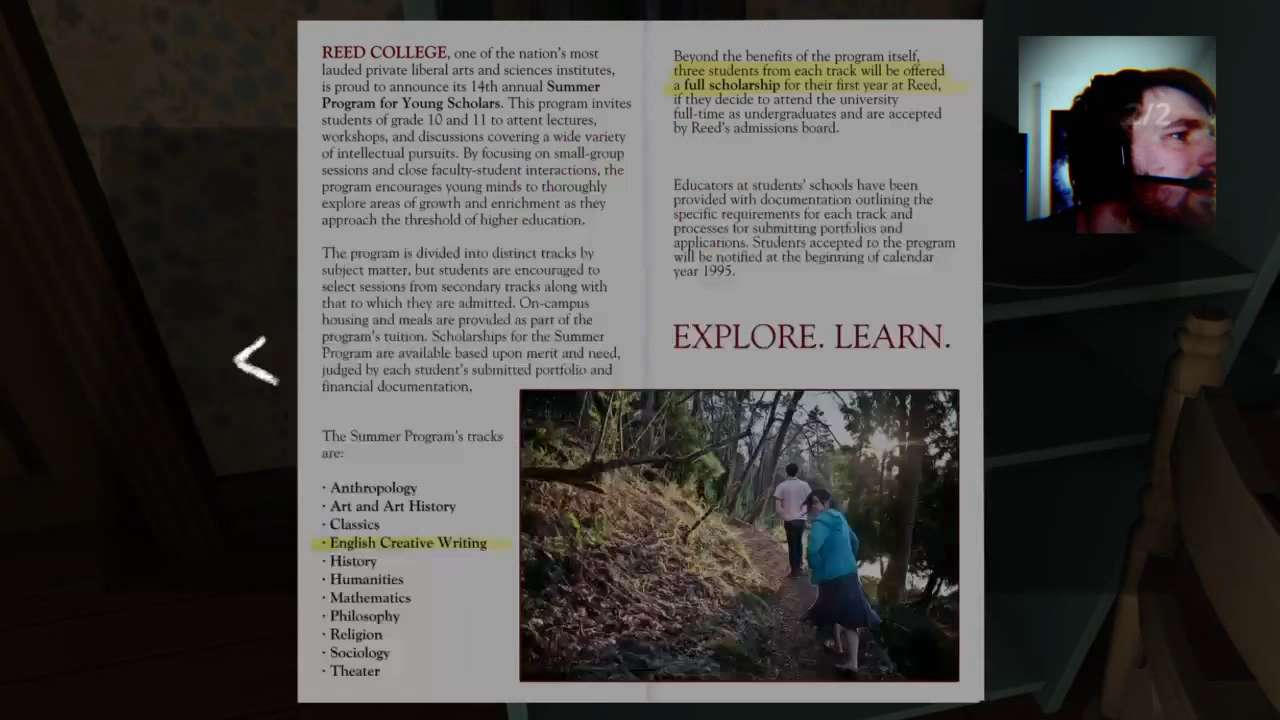 REED COLLEGE, one of the nation's most
lauded private liberal arts and sciences institutes,
is proud to announce its 14th annual Summer
Program for Young Scholars. This program invites
students of grade 10 and 11 to attent lectures,
workshops, and discussions covering a wide variety
of intellectual pursuits. By focusing on small-group
sessions and close faculty-student interactions, the
program encourages young minds to thoroughly
explore areas of growth and enrichment as they
approach the threshold of higher education.
The program is divided into distinct tracks by
subject matter, but students are encouraged to
select sessions from secondary tracks along with
that to which they are admitted. On-campus
housing and meals are provided as part of the
program's tuition. Scholarships for the Summer
Program are available based upon merit and need,
judged by each student's submitted portfolio and
financial documentation.
The Summer Program's tracks
are:
· Anthropology
· Art and Art History
· Classics
· English Creative Writing
· History
· Humanities
· Mathematics
· Philosophy
· Religion
· Sociology
· Theater
Beyond the benefits of the program itself,
three students from each track will be offered
a full scholarship for their first year at Reed,
if they decide to attend the university
full-time as undergraduates and are accepted
by Reed's admissions board.
Educators at students' schools have been
provided with documentation outlining the
specific requirements for each track and
processes for submitting portfolios and
applications. Students accepted to the program
will be notified at the beginning of calendar
year 1995.
EXPLORE. LEARN.
2/2